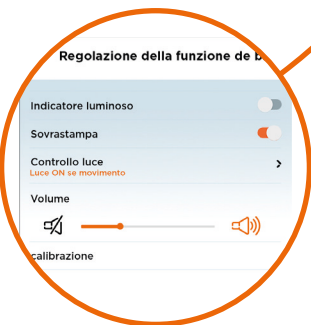 Regolazione della funzione de b
Indicatore luminoso
Sovrastampa
Controllo luce
Luce ON se movimento
Volume
calibrazione